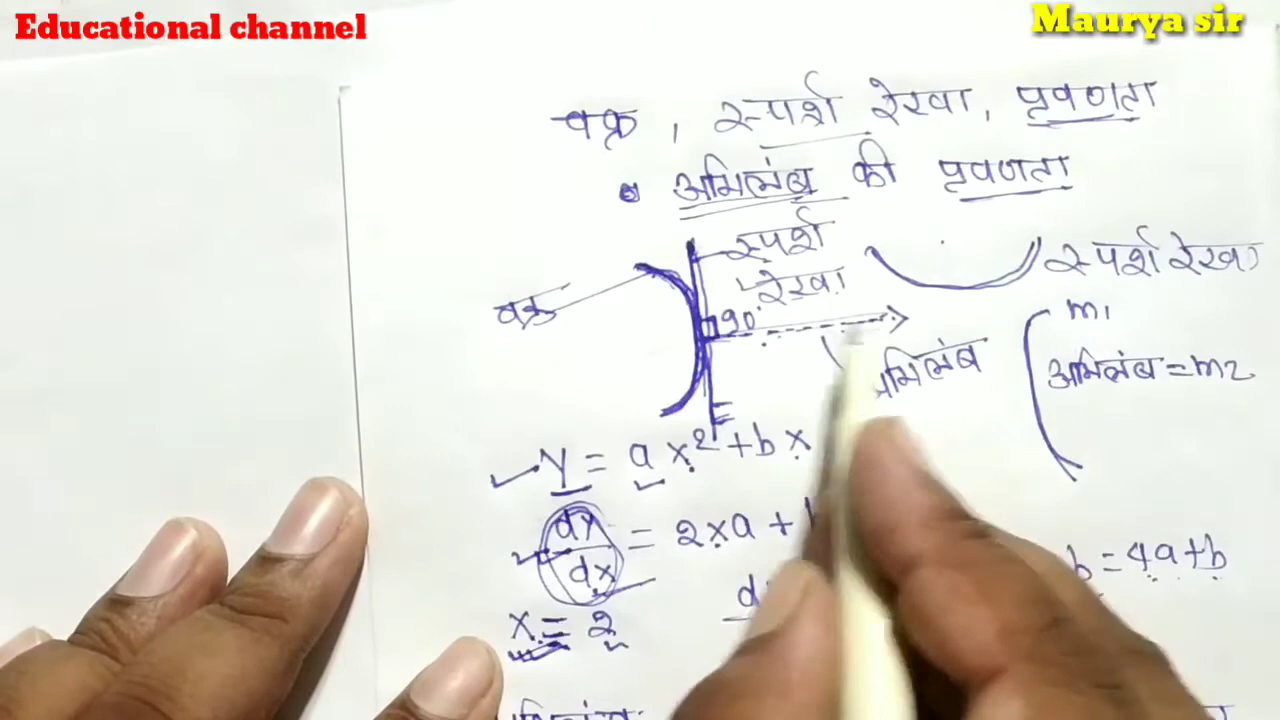 Educational channel
Maurya sir
वक्र, स्पर्श रेखा, प्रवणता
• अभिलंब की प्रवणता
स्पर्श
रेखा
वक्र
90°
स्पर्श रेखा
m1
अभिलंब = m2
y = ax² + bx
dy/dx = 2xa +
b = 4a + b
x = 2